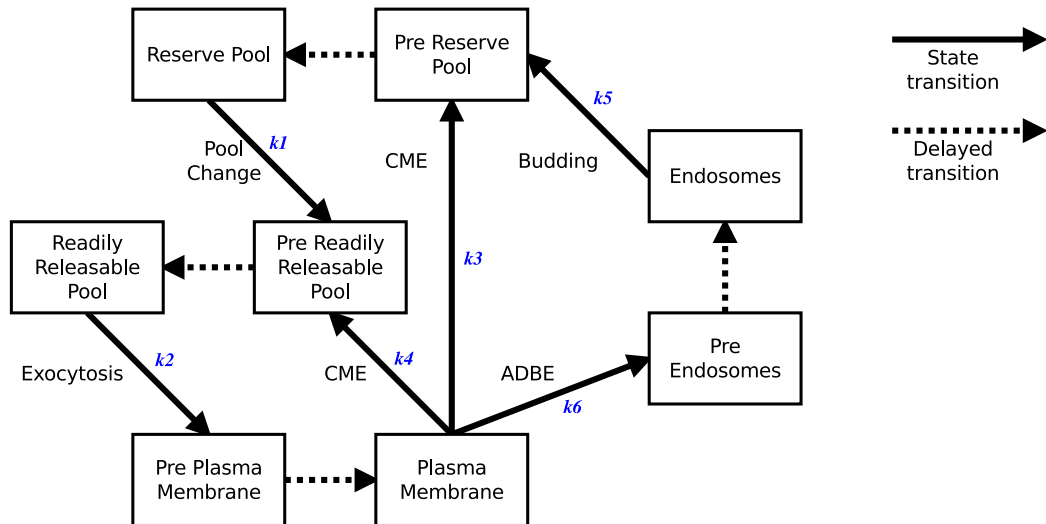 Reserve Pool
Pre Reserve
Pool
State
transition
k1
Pool
Change
CME
k5
Budding
Endosomes
Delayed
transition
Readily
Releasable
Pool
Pre Readily
Releasable
Pool
k3
Exocytosis
k2
CME
k4
ADBE
k6
Pre
Endosomes
Pre Plasma
Membrane
Plasma
Membrane